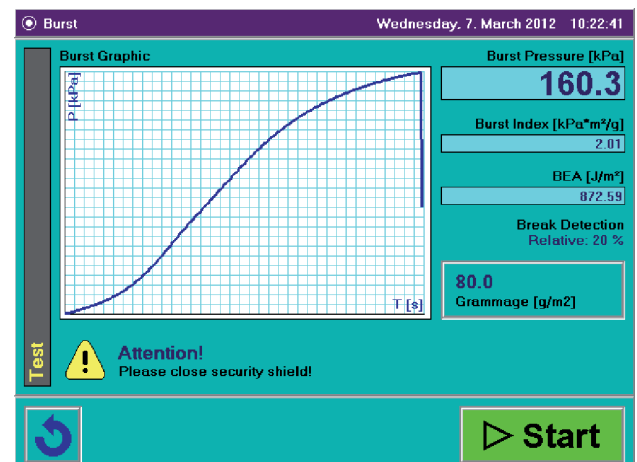 Burst
Wednesday, 7. March 2012 10:22:41
Burst Graphic
P [kPa]
T [s]
Burst Pressure [kPa]
160.3
Burst Index [kPa*m²/g]
2.01
BEA [J/m²]
872.59
Break Detection
Relative: 20 %
80.0
Grammage [g/m2]
Test
Attention!
Please close security shield!
Start